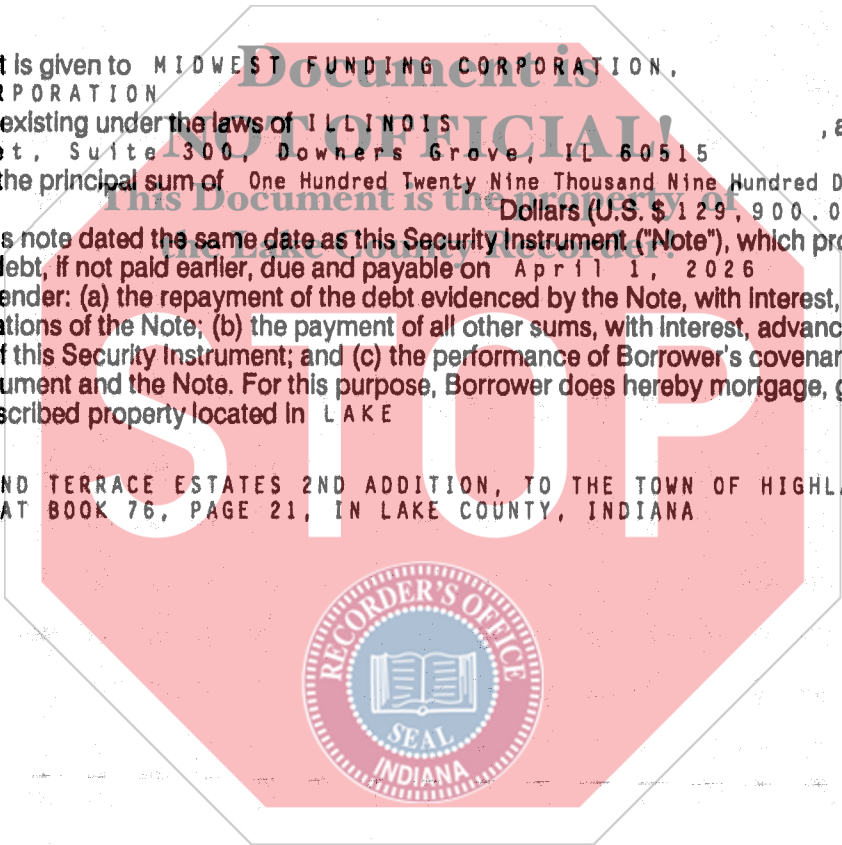 t is given to MIDWEST FUNDING CORPORATION,
RPORATION
existing under the laws of ILLINOIS , a
et, Suite 300, Downers Grove, IL 60515
the principal sum of One Hundred Twenty Nine Thousand Nine Hundred D
Dollars (U.S. $ 129,900.0
s note dated the same date as this Security Instrument ("Note"), which pro
debt, if not paid earlier, due and payable on April 1, 2026
ender: (a) the repayment of the debt evidenced by the Note, with interest,
ations of the Note; (b) the payment of all other sums, with interest, advanc
f this Security Instrument; and (c) the performance of Borrower's covenan
ument and the Note. For this purpose, Borrower does hereby mortgage, g
scribed property located in LAKE
ND TERRACE ESTATES 2ND ADDITION, TO THE TOWN OF HIGHLA
AT BOOK 76, PAGE 21, IN LAKE COUNTY, INDIANA
Document is
NOT OFFICIAL!
This Document is the property of
the Lake County Recorder!
STOP
RECORDER'S OFFICE
SEAL
INDIANA